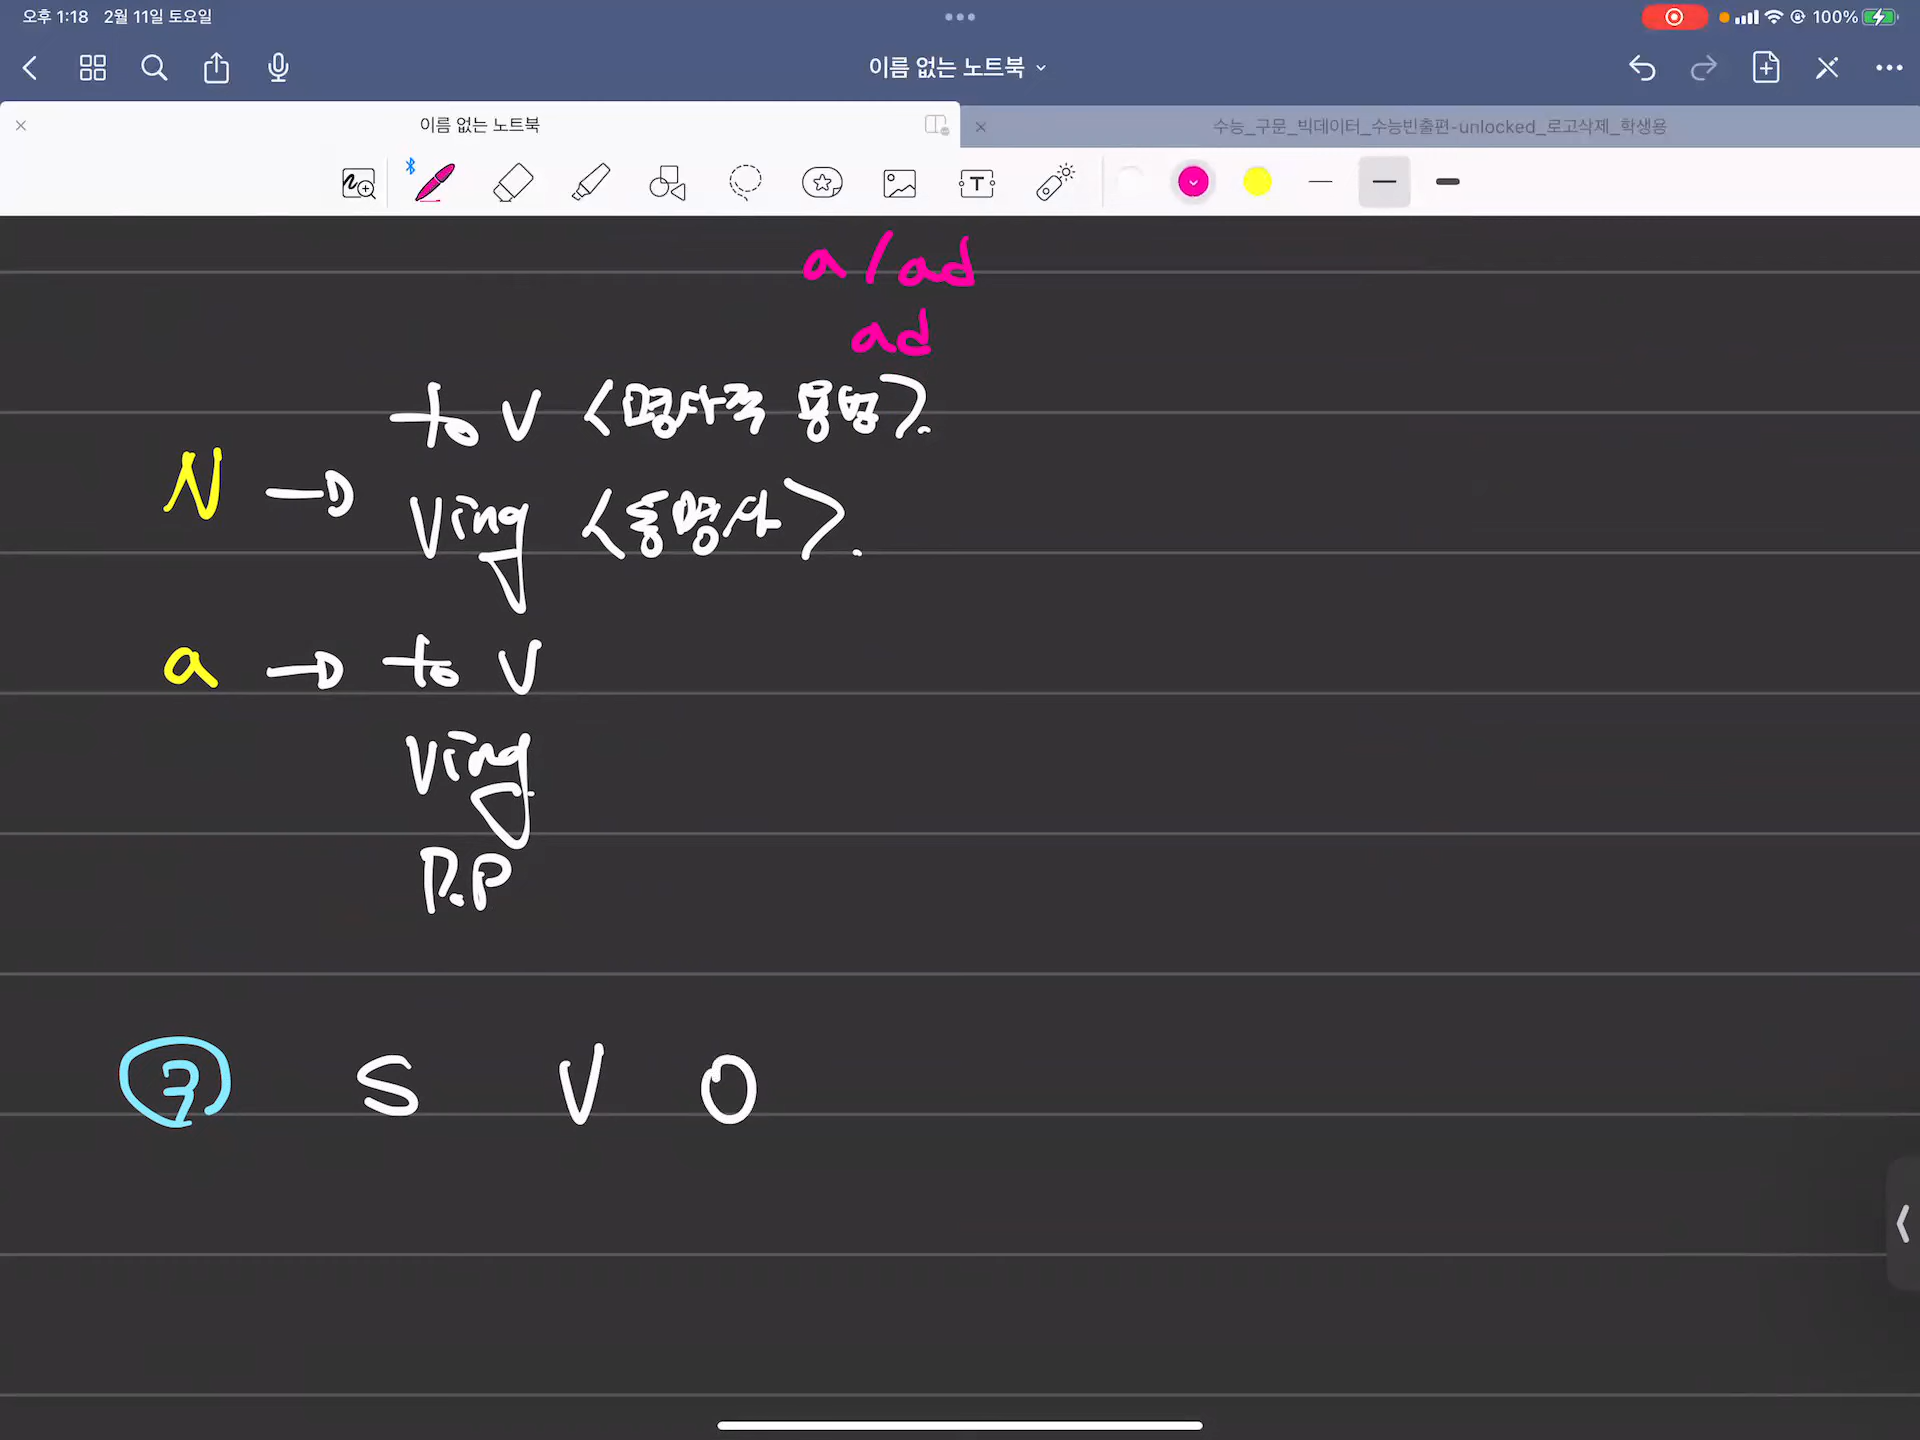 오후 1:18 2월 11일 토요일
100%
이름 없는 노트북
이름 없는 노트북
수능_구문_빅데이터_수능빈출편-unlocked_로고삭제_학생용
T
a / ad
ad
to V <명사적 용법>.
N →
Ving <동명사>.
a → to V
Ving
P.P
③ S V O